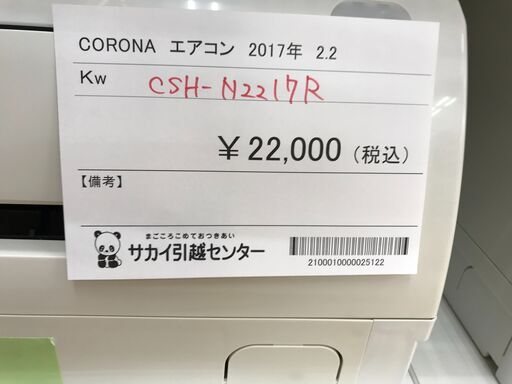 CORONA エアコン 2017年 2.2
Kw CSH-N2217R
￥22,000（税込）
【備考】
まごころこめておつきあい
サカイ引越センター
2100010000025122